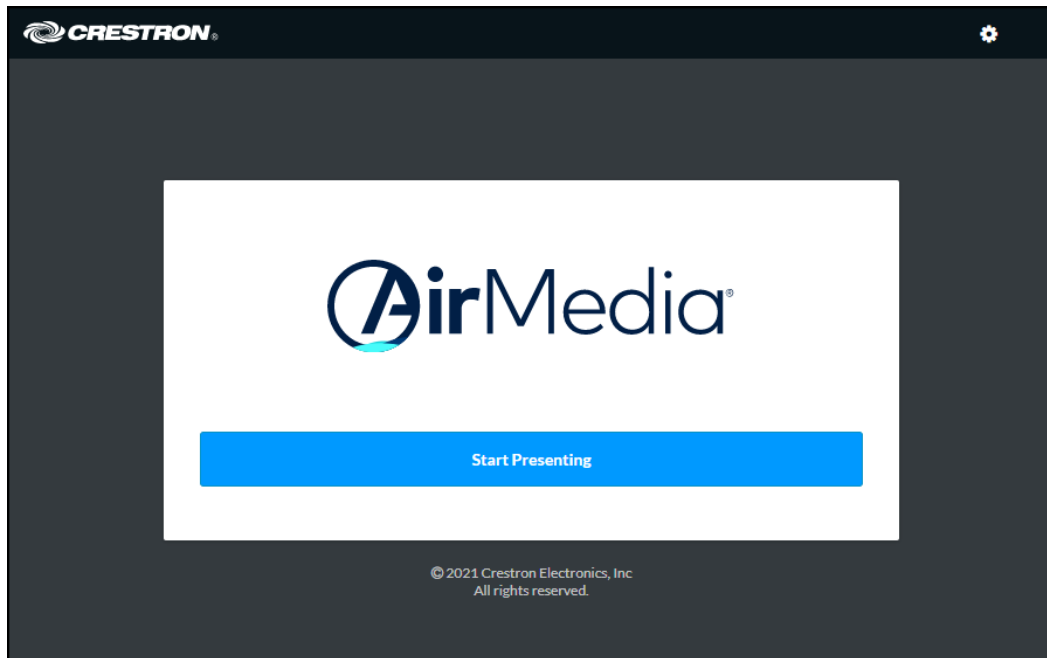 CRESTRON®
AirMedia®
Start Presenting
© 2021 Crestron Electronics, Inc
All rights reserved.